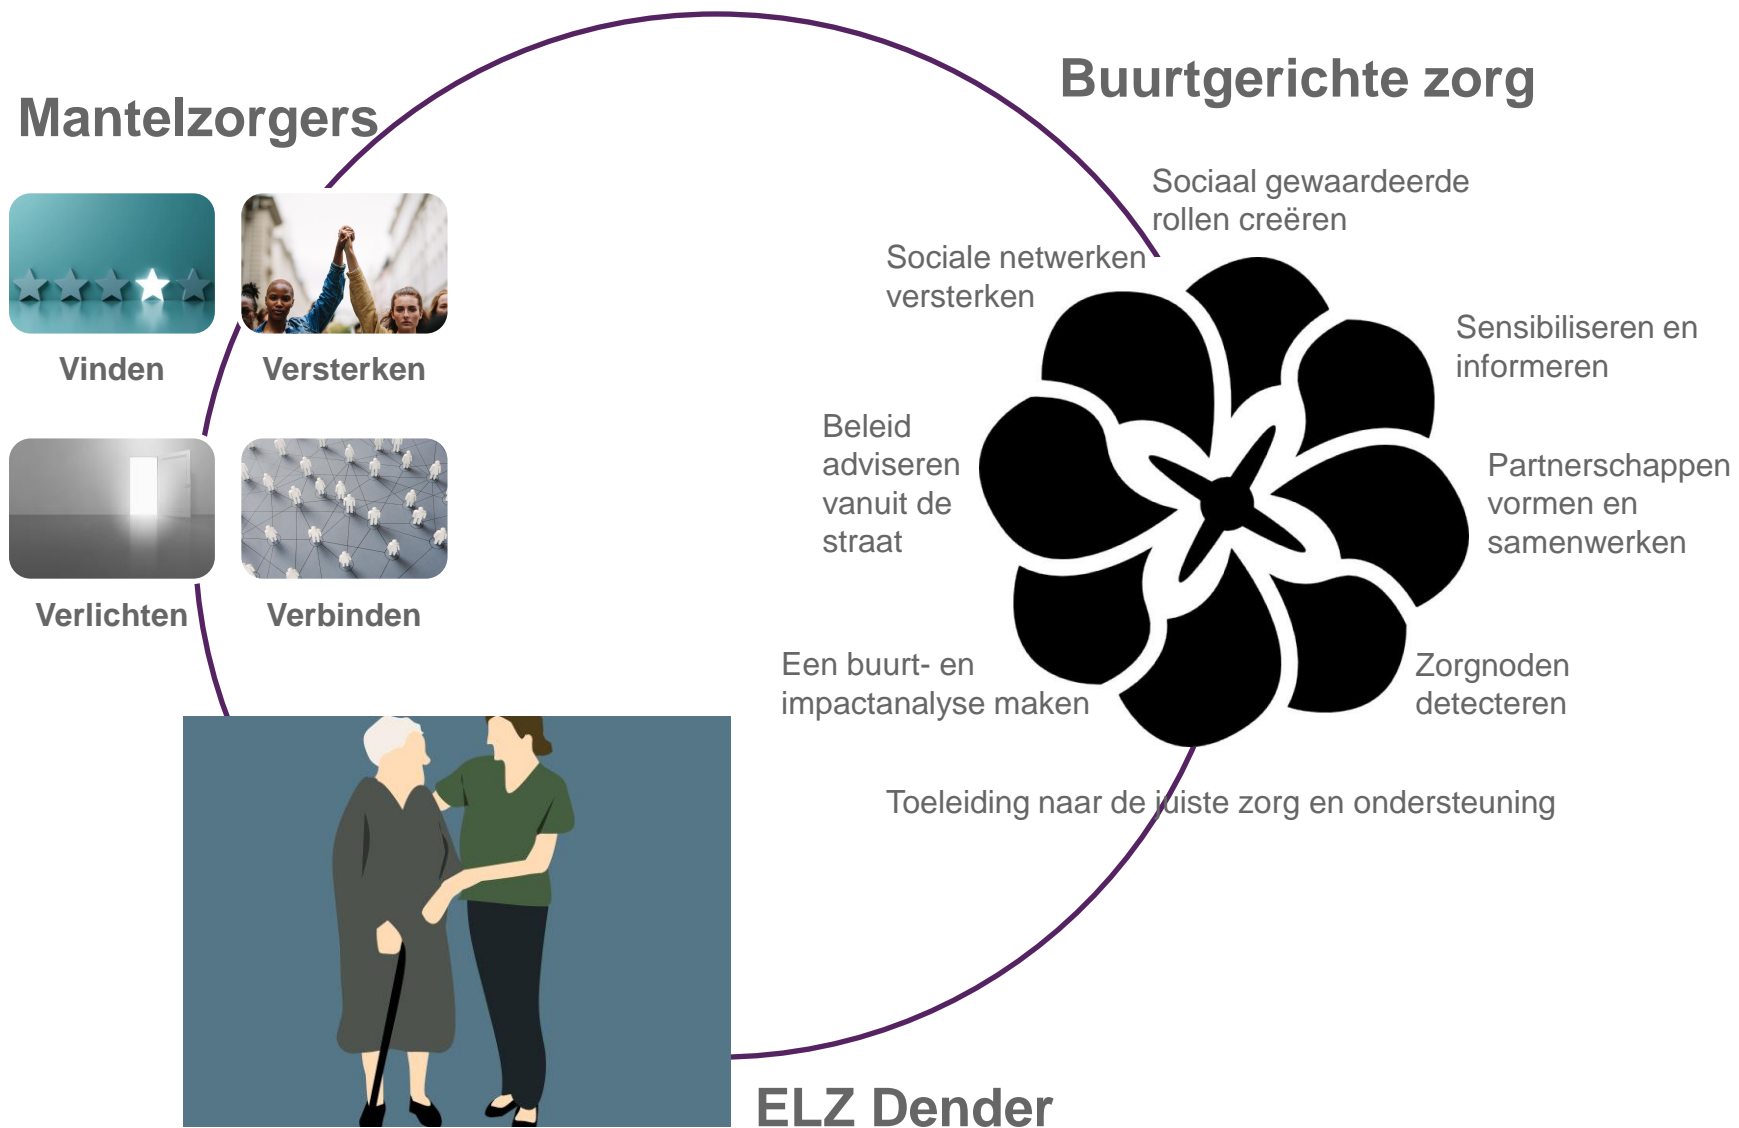 Mantelzorgers
Vinden
Versterken
Verlichten
Verbinden
Buurtgerichte zorg
Sociaal gewaardeerde
rollen creëren
Sociale netwerken
versterken
Sensibiliseren en
informeren
Beleid
adviseren
vanuit de
straat
Partnerschappen
vormen en
samenwerken
Een buurt- en
impactanalyse maken
Zorgnoden
detecteren
Toeleiding naar de juiste zorg en ondersteuning
ELZ Dender